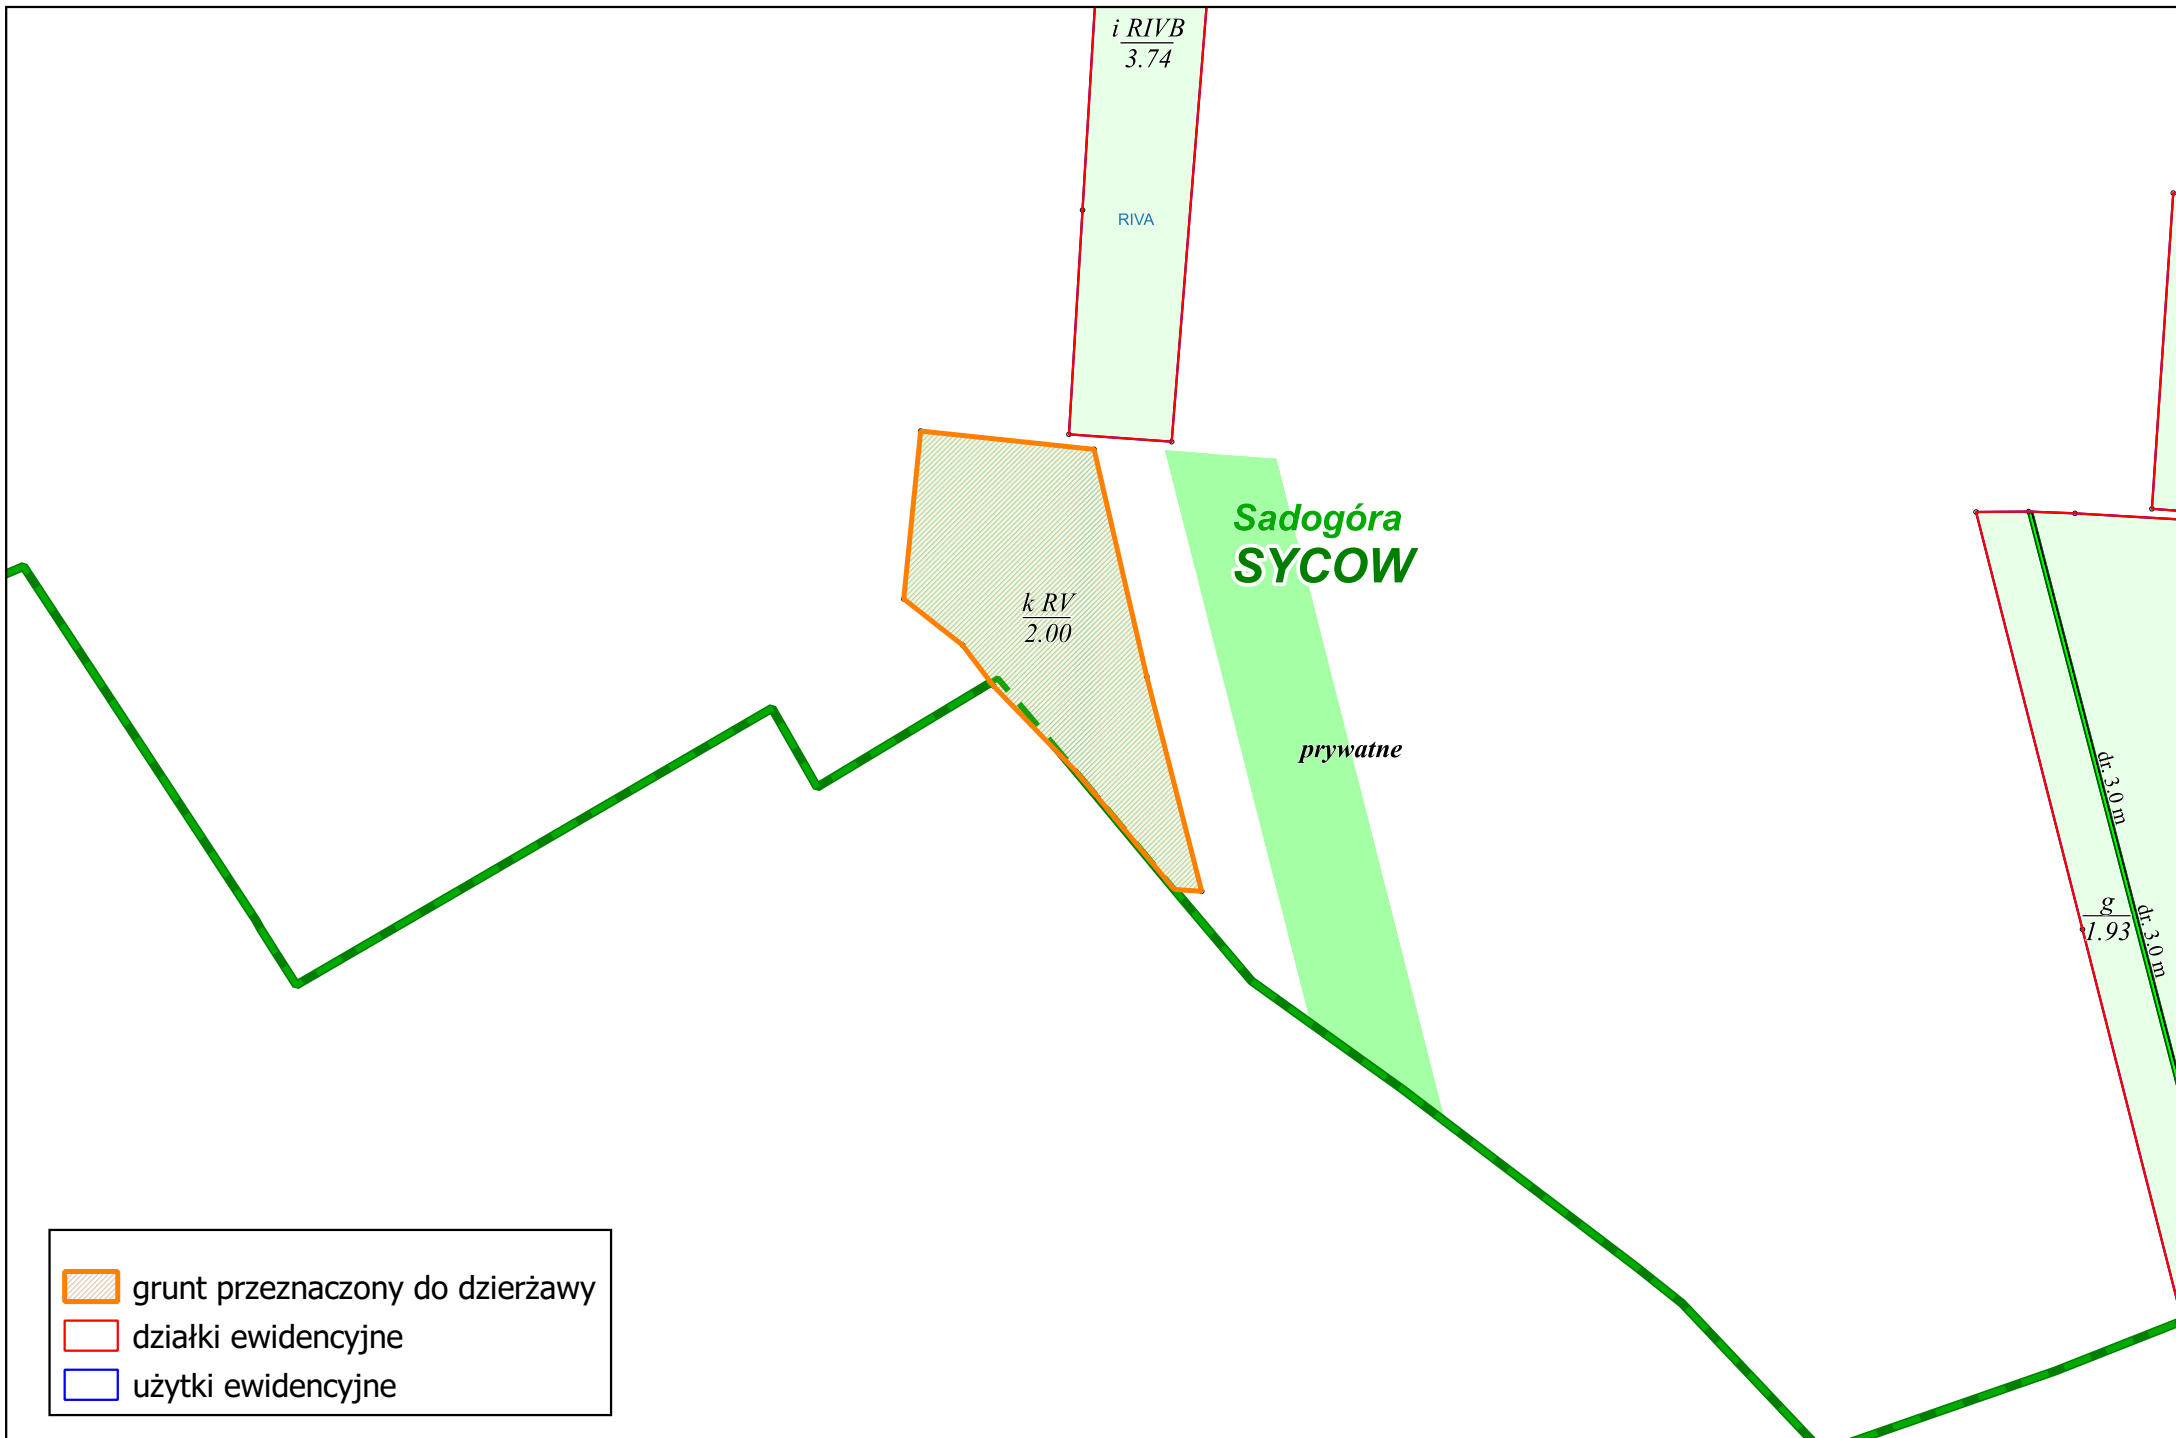 i RIVB
3.74
RIVA
Sadogóra
SYCOW
k RV
2.00
prywatne
dr. 3.0 m
g
1.93
dr. 3.0 m
grunt przeznaczony do dzierżawy
działki ewidencyjne
użytki ewidencyjne